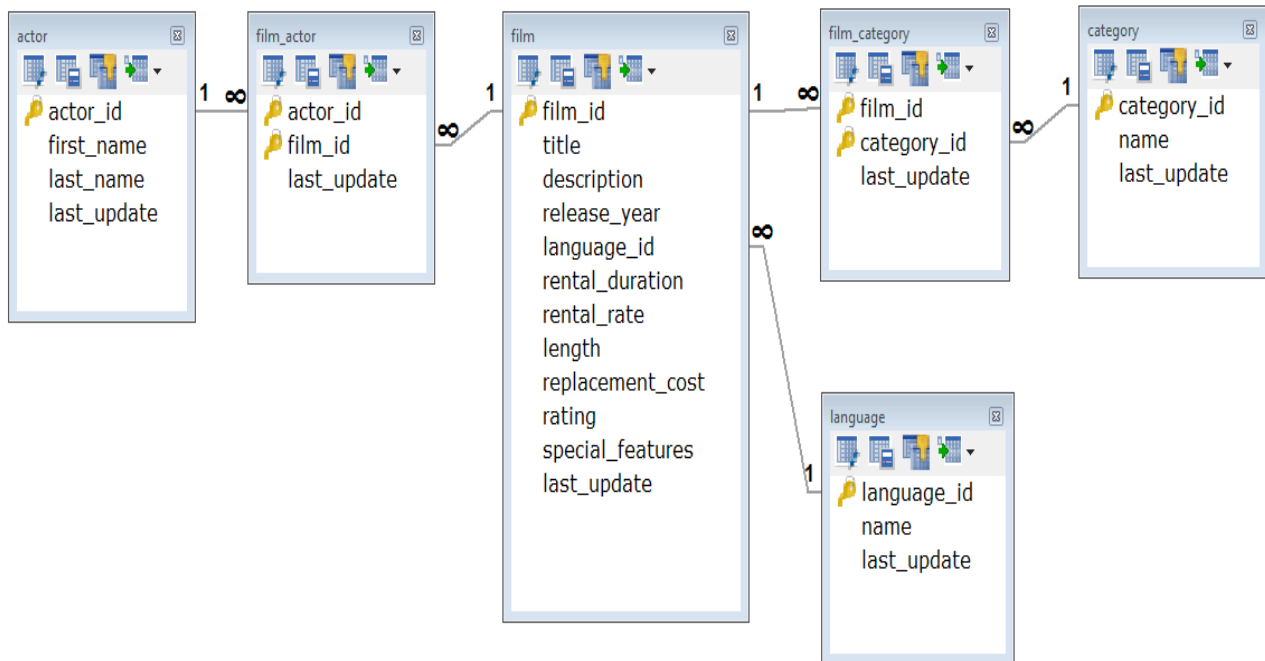 actor
actor_id
first_name
last_name
last_update
1
∞
film_actor
actor_id
film_id
last_update
∞
1
film
film_id
title
description
release_year
language_id
rental_duration
rental_rate
length
replacement_cost
rating
special_features
last_update
1
∞
film_category
film_id
category_id
last_update
∞
1
category
category_id
name
last_update
∞
1
language
language_id
name
last_update